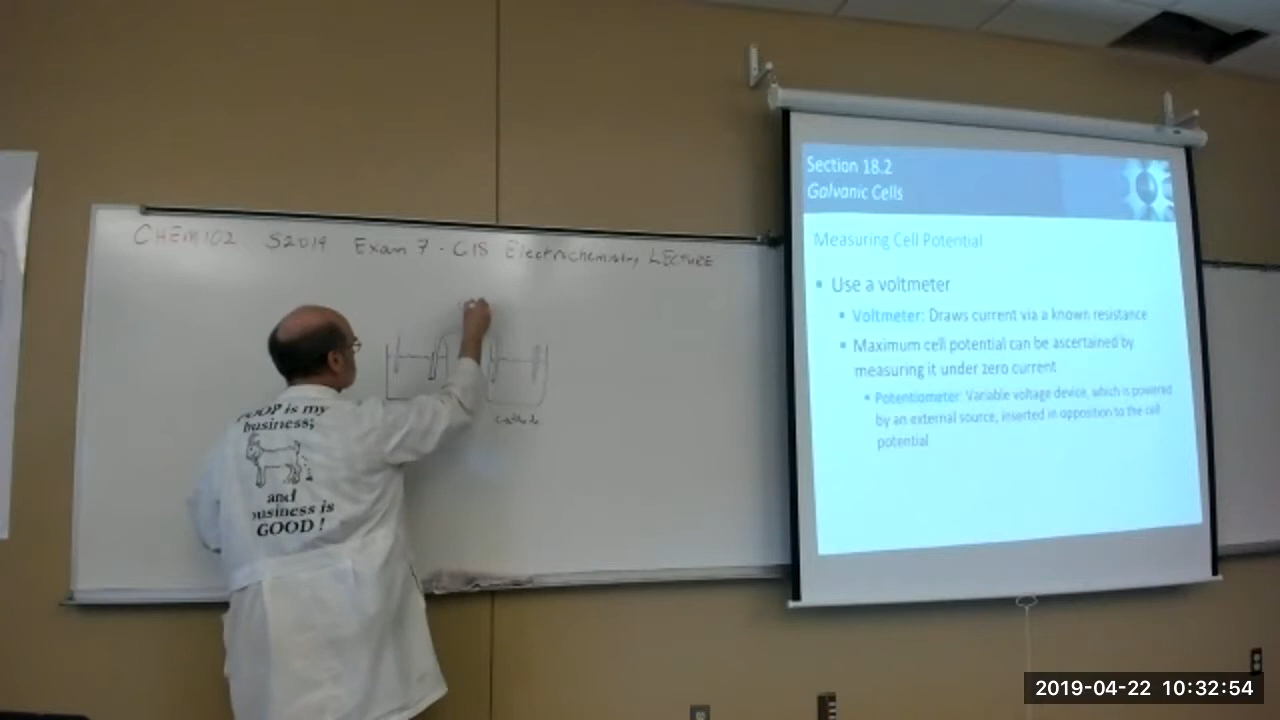 CHEM102 S2019 Exam 7 - C18 Electrochemistry LECTURE
cathode
POOP is my
business;
and
business is
GOOD !
Section 18.2
Galvanic Cells
Measuring Cell Potential
▪ Use a voltmeter
▪ Voltmeter: Draws current via a known resistance
▪ Maximum cell potential can be ascertained by
measuring it under zero current
▪ Potentiometer: Variable voltage device, which is powered
by an external source, inserted in opposition to the cell
potential
2019-04-22 10:32:54